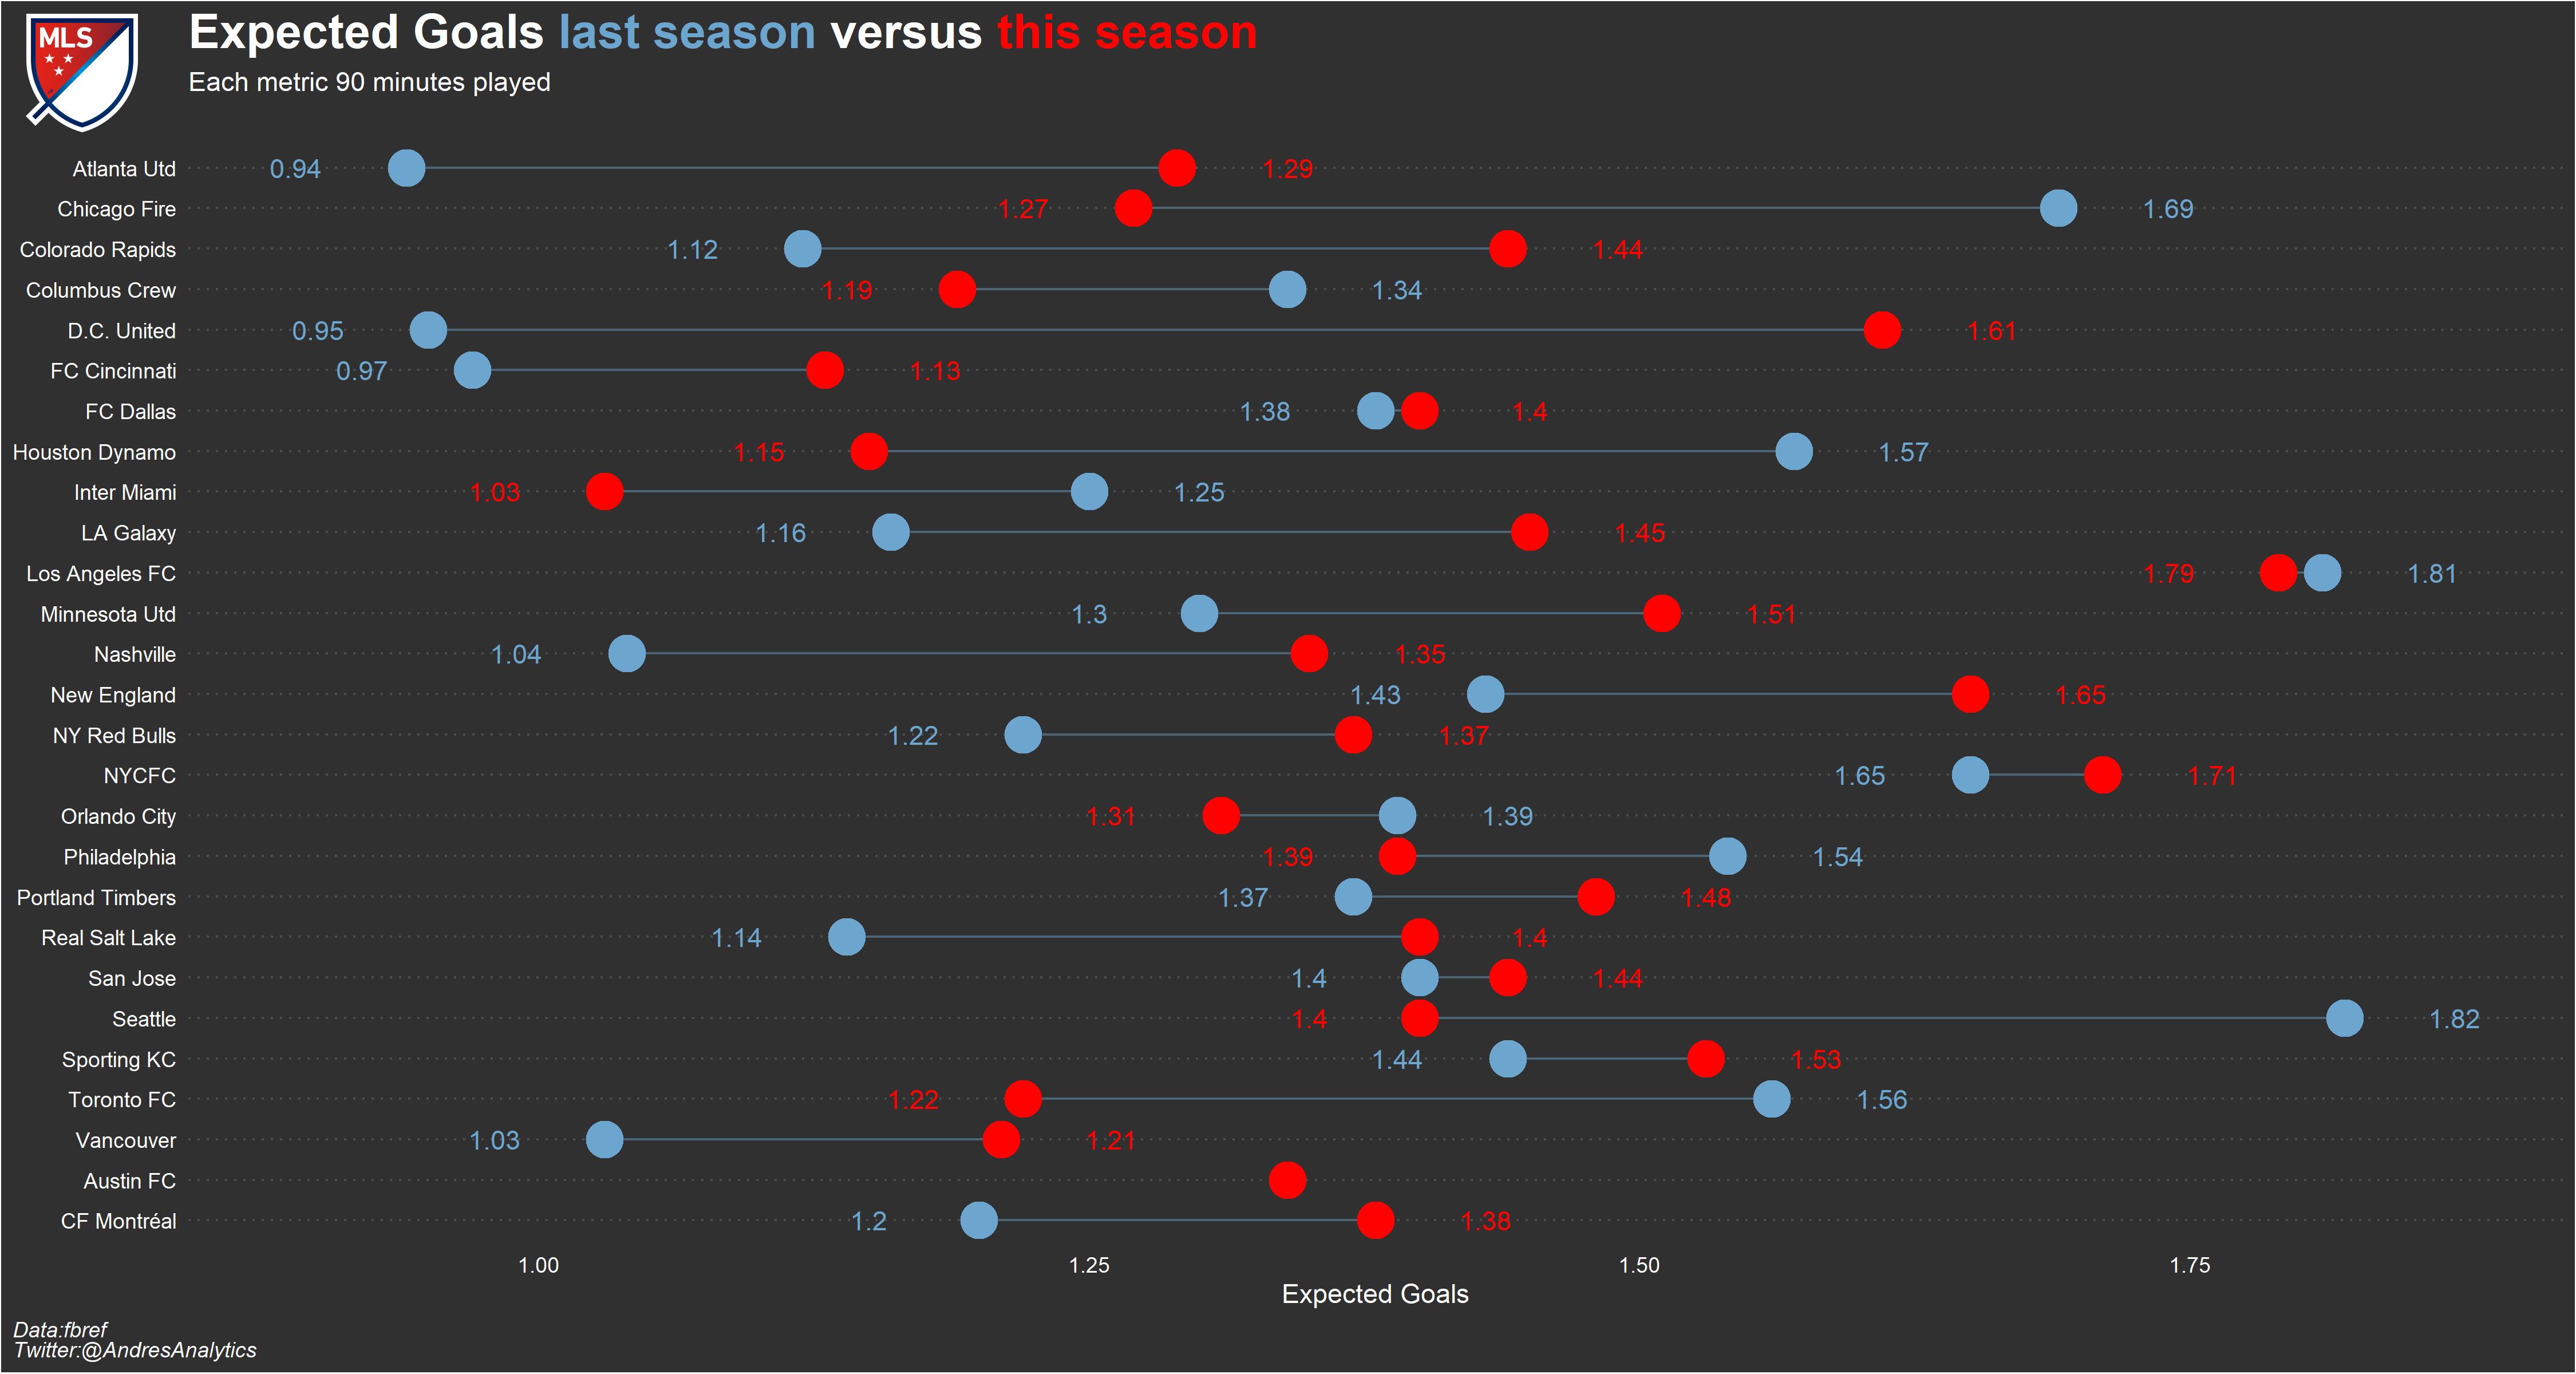 MLS
Expected Goals last season versus this season
Each metric 90 minutes played
Atlanta Utd 0.94 1.29
Chicago Fire 1.27 1.69
Colorado Rapids 1.12 1.44
Columbus Crew 1.19 1.34
D.C. United 0.95 1.61
FC Cincinnati 0.97 1.13
FC Dallas 1.38 1.4
Houston Dynamo 1.15 1.57
Inter Miami 1.03 1.25
LA Galaxy 1.16 1.45
Los Angeles FC 1.79 1.81
Minnesota Utd 1.3 1.51
Nashville 1.04 1.35
New England 1.43 1.65
NY Red Bulls 1.22 1.37
NYCFC 1.65 1.71
Orlando City 1.31 1.39
Philadelphia 1.39 1.54
Portland Timbers 1.37 1.48
Real Salt Lake 1.14 1.4
San Jose 1.4 1.44
Seattle 1.4 1.82
Sporting KC 1.44 1.53
Toronto FC 1.22 1.56
Vancouver 1.03 1.21
Austin FC
CF Montréal 1.2 1.38
1.00 1.25 1.50 1.75
Expected Goals
Data:fbref
Twitter:@AndresAnalytics